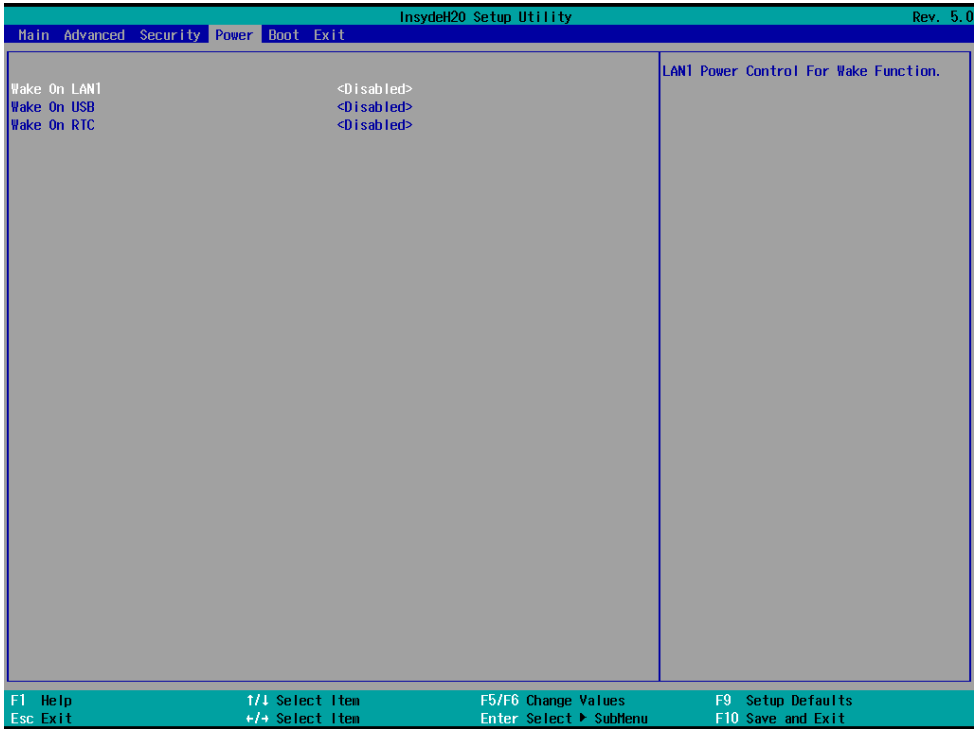 InsydeH20 Setup Utility Rev. 5.0
Main Advanced Security Power Boot Exit
LAN1 Power Control For Wake Function.
Wake On LAN1 <Disabled>
Wake On USB <Disabled>
Wake On RTC <Disabled>
F1 Help ↑/↓ Select Item F5/F6 Change Values F9 Setup Defaults
Esc Exit ←/→ Select Item Enter Select ▶ SubMenu F10 Save and Exit